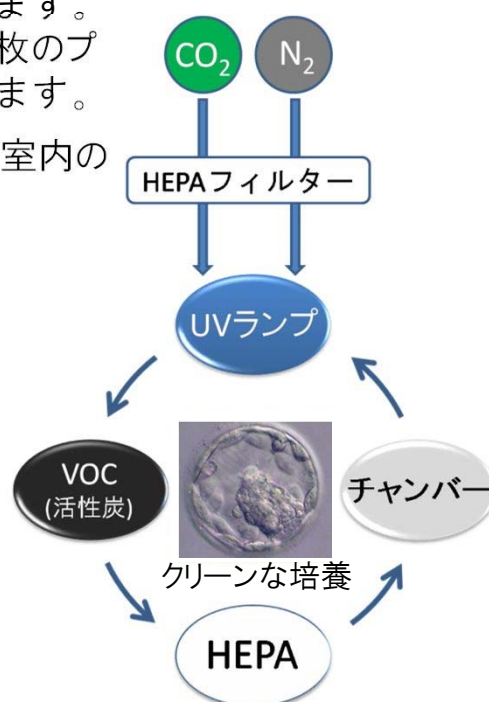 ます。
枚のプ
ます。
室内の
CO₂
N₂
HEPAフィルター
UVランプ
VOC
(活性炭)
チャンバー
クリーンな培養
HEPA